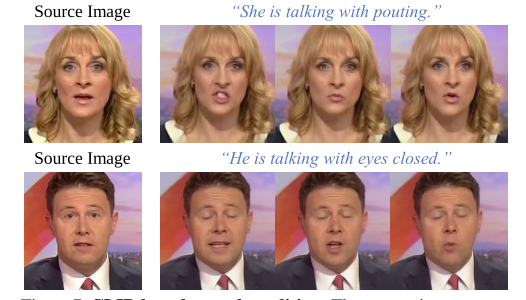 Source Image
“She is talking with pouting.”
Source Image
“He is talking with eyes closed.”